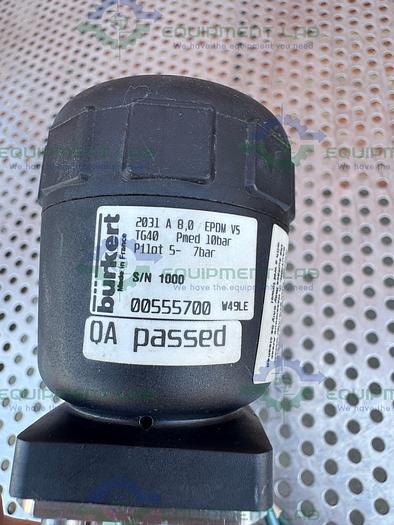 EQUIPMENT LAB
We have the equipment you need
burkert
Made in France
2031 A 8,0 EPDM VS
TG40 Pmed 10bar
Pilot 5- 7bar
S/N 1000
00555700 W49LE
QA passed